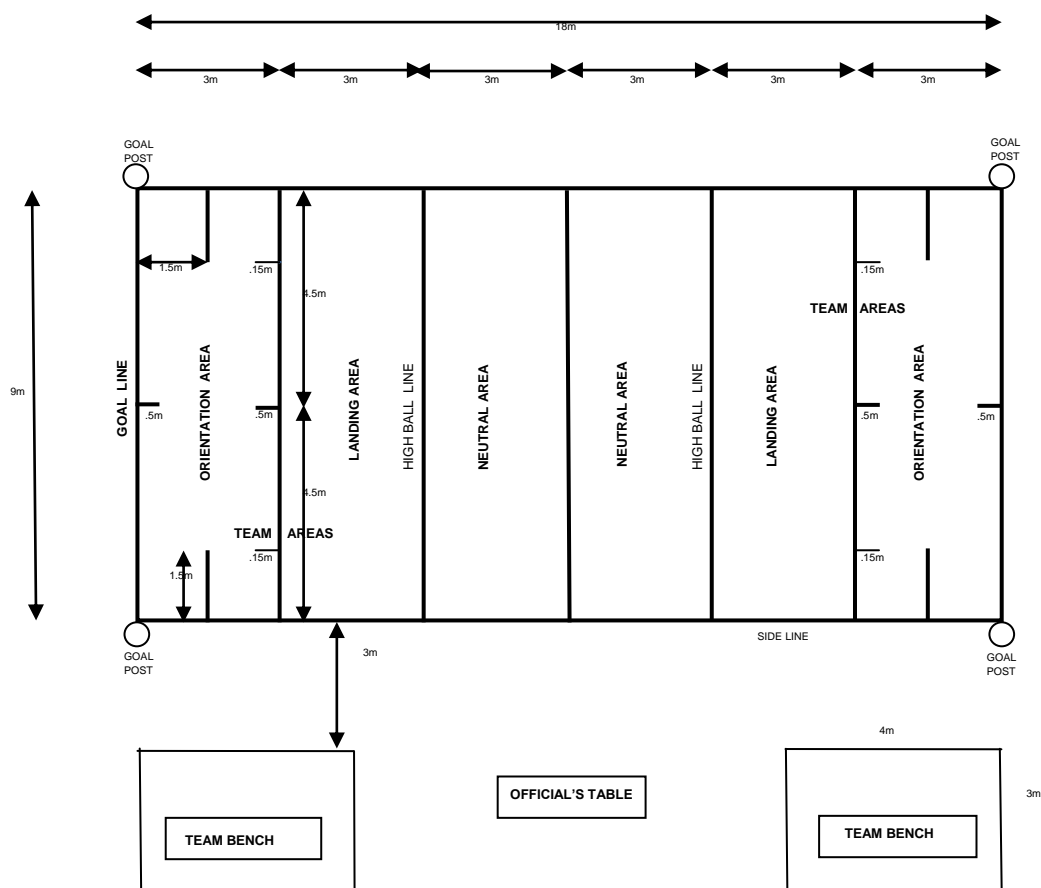 18m
3m
3m
3m
3m
3m
3m
GOAL
POST
GOAL
POST
1.5m
.15m
4.5m
.15m
TEAM AREAS
9m
GOAL LINE
ORIENTATION AREA
LANDING AREA
HIGH BALL LINE
NEUTRAL AREA
NEUTRAL AREA
HIGH BALL LINE
LANDING AREA
ORIENTATION AREA
.5m
.5m
.5m
.5m
4.5m
TEAM AREAS
.15m
.15m
1.5m
SIDE LINE
GOAL
POST
3m
GOAL
POST
4m
OFFICIAL'S TABLE
3m
TEAM BENCH
TEAM BENCH